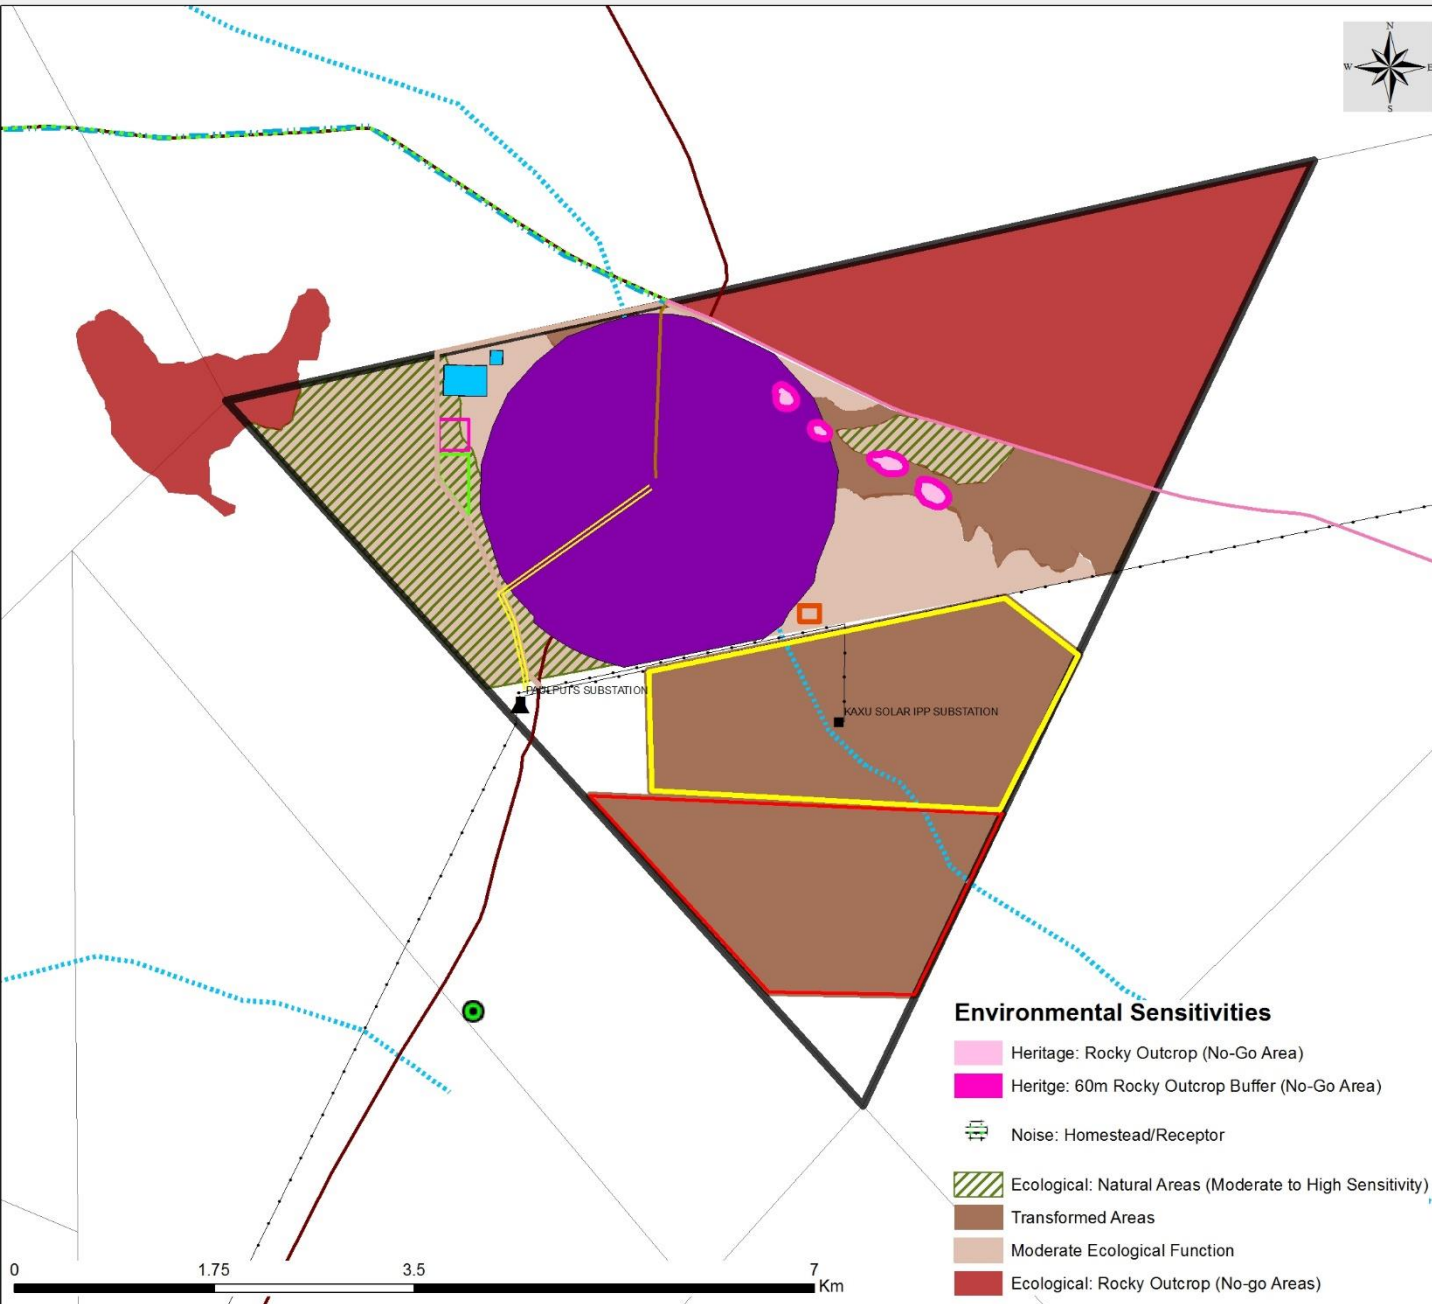 N
W E
S
PAULPUTS SUBSTATION
KAXU SOLAR IPP SUBSTATION
Environmental Sensitivities
Heritage: Rocky Outcrop (No-Go Area)
Heritge: 60m Rocky Outcrop Buffer (No-Go Area)
Noise: Homestead/Receptor
Ecological: Natural Areas (Moderate to High Sensitivity)
Transformed Areas
Moderate Ecological Function
Ecological: Rocky Outcrop (No-go Areas)
0 1.75 3.5 7
Km